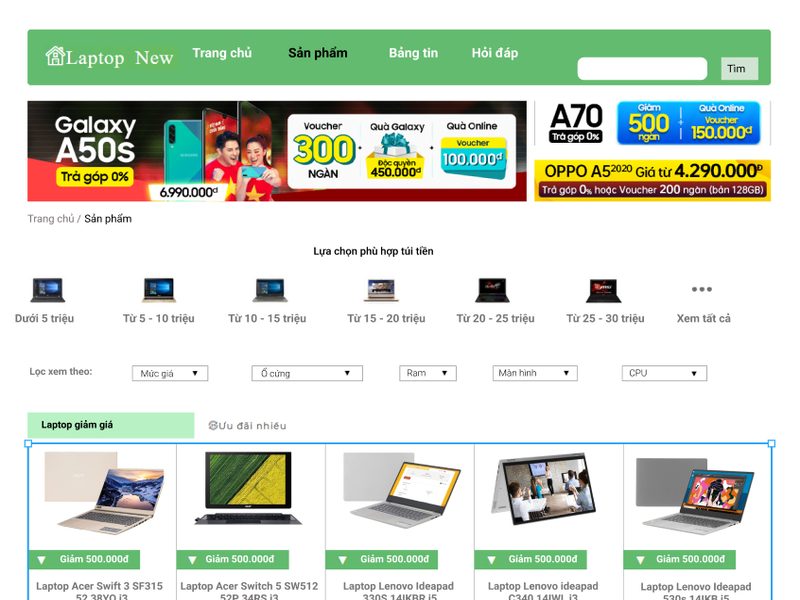 Laptop New
Trang chủ
Sản phẩm
Bảng tin
Hỏi đáp
Tìm
Galaxy
A50s
Trả góp 0%
6.990.000đ
Voucher
300
NGÀN
Quà Galaxy
Độc quyền
450.000đ
Quà Online
Voucher
100.000đ
A70
Trả góp 0%
Giảm
500
ngàn
Quà Online
Voucher
150.000đ
OPPO A5 2020 Giá từ 4.290.000Đ
Trả góp 0% hoặc Voucher 200 ngàn (bản 128GB)
Trang chủ / Sản phẩm
Lựa chọn phù hợp túi tiền
Dưới 5 triệu
Từ 5 - 10 triệu
Từ 10 - 15 triệu
Từ 15 - 20 triệu
Từ 20 - 25 triệu
Từ 25 - 30 triệu
Xem tất cả
Lọc xem theo:
Mức giá
Ổ cứng
Ram
Màn hình
CPU
Laptop giảm giá
Ưu đãi nhiều
Giảm 500.000đ
Giảm 500.000đ
Giảm 500.000đ
Giảm 500.000đ
Giảm 500.000đ
Laptop Acer Swift 3 SF315
52 38YQ i3
Laptop Acer Switch 5 SW512
52P 34RS i3
Laptop Lenovo Ideapad
330S 14IKBR i5
Laptop Lenovo ideapad
C340 14IWL i3
Laptop Lenovo Ideapad
530s 14IKB i5